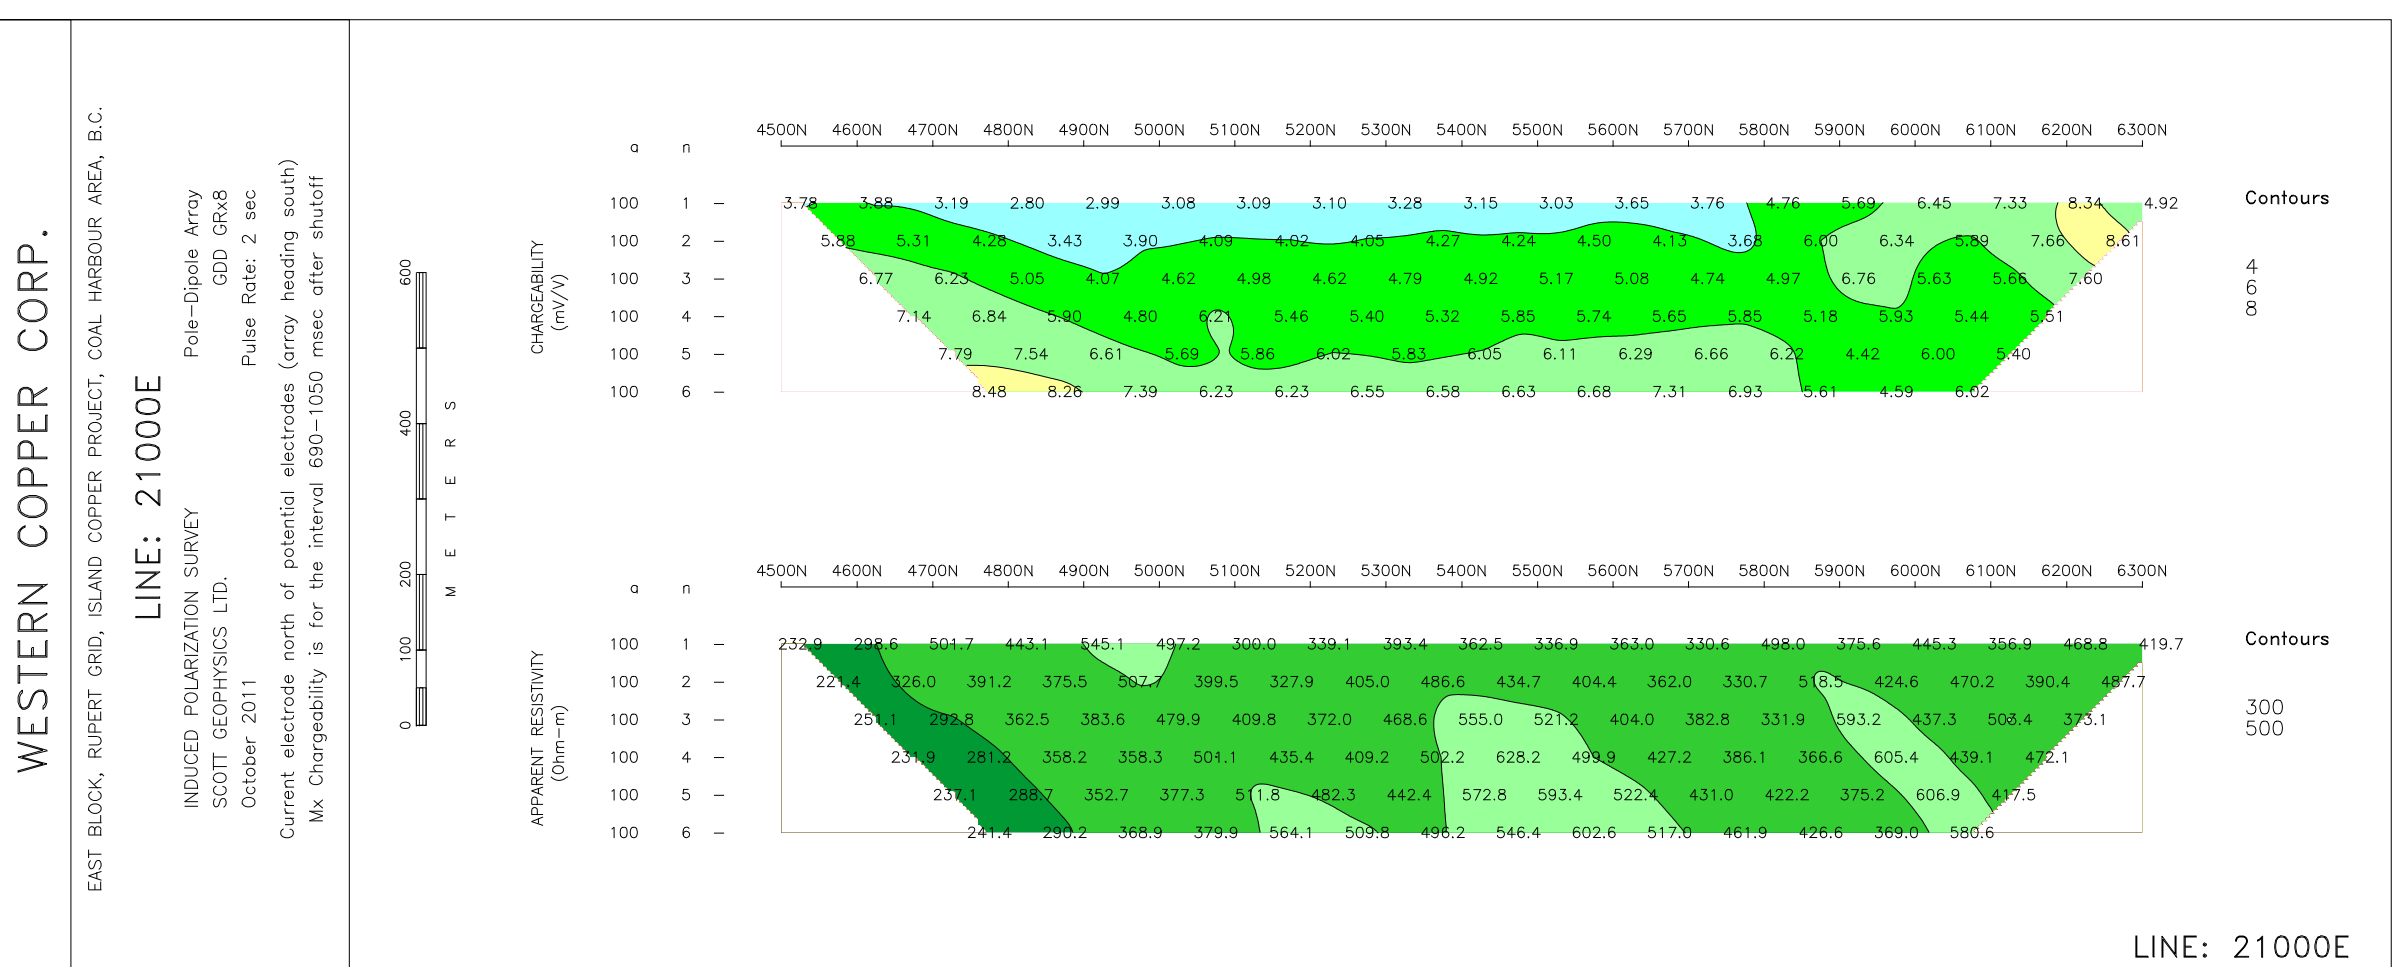 WESTERN COPPER CORP.
EAST BLOCK, RUPERT GRID, ISLAND COPPER PROJECT, COAL HARBOUR AREA, B.C.
LINE: 21000E
INDUCED POLARIZATION SURVEY Pole-Dipole Array
SCOTT GEOPHYSICS LTD. GDD GRx8
October 2011 Pulse Rate: 2 sec
Current electrode north of potential electrodes (array heading south)
Mx Chargeability is for the interval 690-1050 msec after shutoff
0 100 200 400 600
METERS
4500N 4600N 4700N 4800N 4900N 5000N 5100N 5200N 5300N 5400N 5500N 5600N 5700N 5800N 5900N 6000N 6100N 6200N 6300N
a n
CHARGEABILITY
(mV/V)
100 1 - 3.78 3.88 3.19 2.80 2.99 3.08 3.09 3.10 3.28 3.15 3.03 3.65 3.76 4.76 5.69 6.45 7.33 8.34 4.92
100 2 - 5.88 5.31 4.28 3.43 3.90 4.09 4.02 4.05 4.27 4.24 4.50 4.13 3.68 6.00 6.34 5.89 7.66 8.61
100 3 - 6.77 6.23 5.05 4.07 4.62 4.98 4.62 4.79 4.92 5.17 5.08 4.74 4.97 6.76 5.63 5.66 7.60
100 4 - 7.14 6.84 5.90 4.80 6.21 5.46 5.40 5.32 5.85 5.74 5.65 5.85 5.18 5.93 5.44 5.51
100 5 - 7.79 7.54 6.61 5.69 5.86 6.02 5.83 6.05 6.11 6.29 6.66 6.22 4.42 6.00 5.40
100 6 - 8.48 8.26 7.39 6.23 6.23 6.55 6.58 6.63 6.68 7.31 6.93 5.61 4.59 6.02
Contours
4
6
8
4500N 4600N 4700N 4800N 4900N 5000N 5100N 5200N 5300N 5400N 5500N 5600N 5700N 5800N 5900N 6000N 6100N 6200N 6300N
a n
APPARENT RESISTIVITY
(Ohm-m)
100 1 - 232.9 298.6 501.7 443.1 545.1 497.2 300.0 339.1 393.4 362.5 336.9 363.0 330.6 498.0 375.6 445.3 356.9 468.8 419.7
100 2 - 221.4 326.0 391.2 375.5 507.7 399.5 327.9 405.0 486.6 434.7 404.4 362.0 330.7 518.5 424.6 470.2 390.4 487.7
100 3 - 251.1 292.8 362.5 383.6 479.9 409.8 372.0 468.6 555.0 521.2 404.0 382.8 331.9 593.2 437.3 503.4 373.1
100 4 - 231.9 281.2 358.2 358.3 501.1 435.4 409.2 502.2 628.2 499.9 427.2 386.1 366.6 605.4 439.1 472.1
100 5 - 237.1 288.7 352.7 377.3 511.8 482.3 442.4 572.8 593.4 522.4 431.0 422.2 375.2 606.9 417.5
100 6 - 241.4 290.2 368.9 379.9 564.1 509.8 496.2 546.4 602.6 517.0 461.9 426.6 369.0 580.6
Contours
300
500
LINE: 21000E